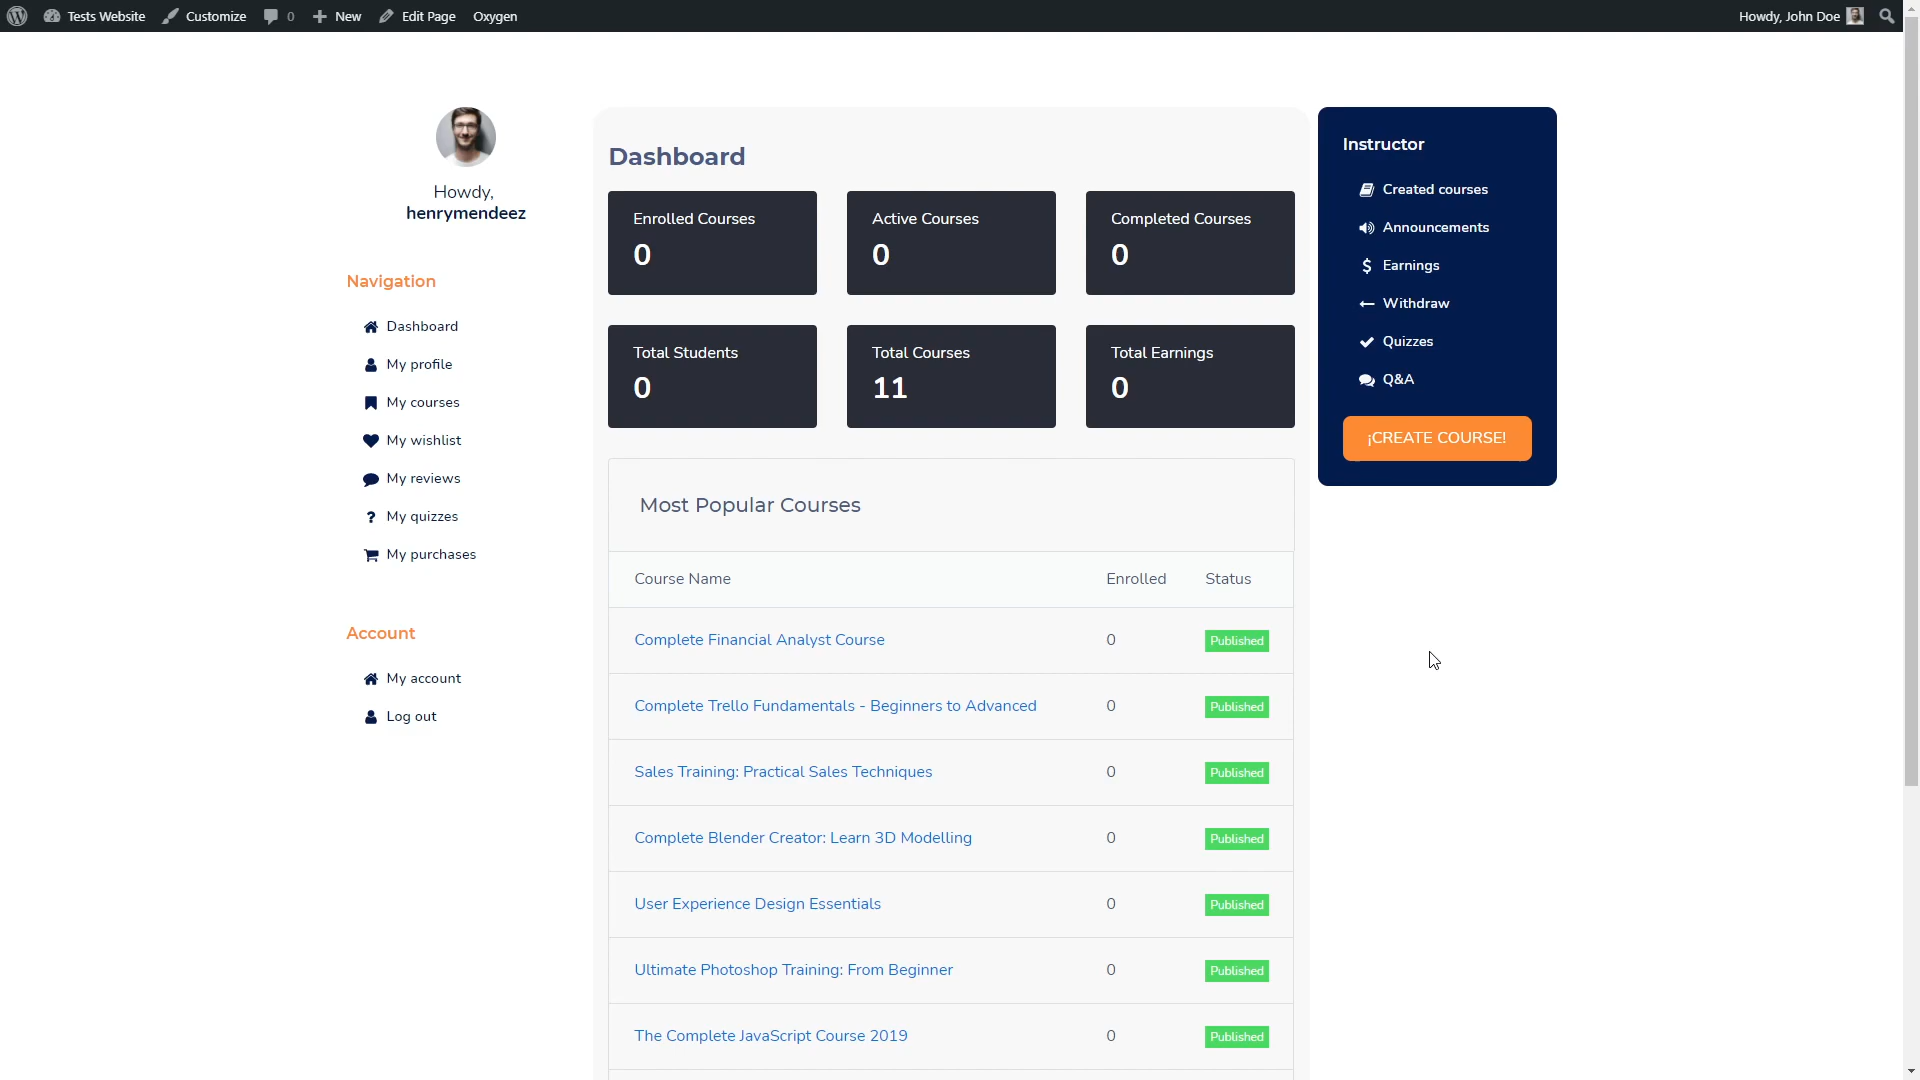 Tests Website Customize 0 New Edit Page Oxygen Howdy, John Doe
Howdy,
henrymendeez
Navigation
Dashboard
My profile
My courses
My wishlist
My reviews
My quizzes
My purchases
Account
My account
Log out
Dashboard
Enrolled Courses
0
Active Courses
0
Completed Courses
0
Total Students
0
Total Courses
11
Total Earnings
0
Most Popular Courses
Course Name Enrolled Status
Complete Financial Analyst Course 0 Published
Complete Trello Fundamentals - Beginners to Advanced 0 Published
Sales Training: Practical Sales Techniques 0 Published
Complete Blender Creator: Learn 3D Modelling 0 Published
User Experience Design Essentials 0 Published
Ultimate Photoshop Training: From Beginner 0 Published
The Complete JavaScript Course 2019 0 Published
Instructor
Created courses
Announcements
Earnings
Withdraw
Quizzes
Q&A
¡CREATE COURSE!